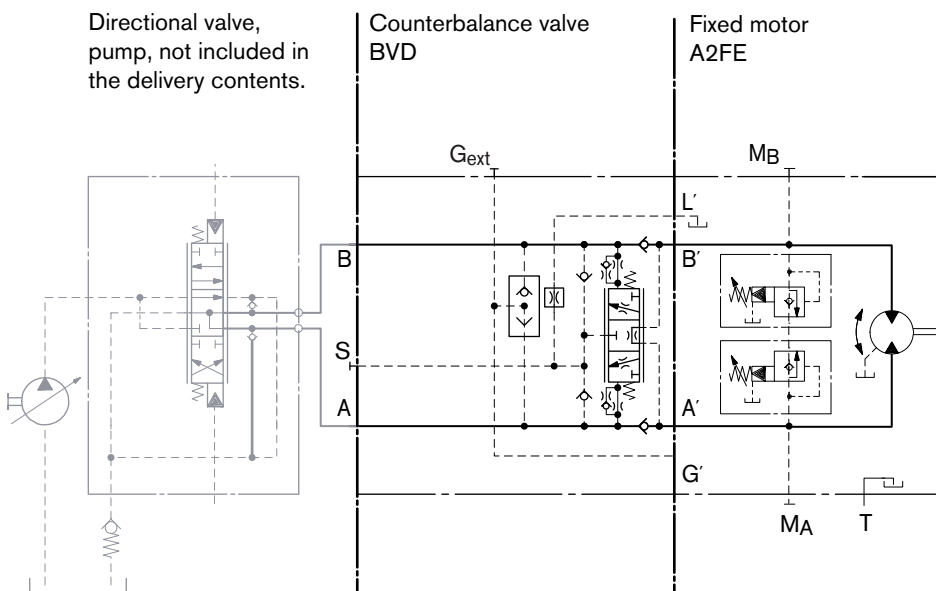 Directional valve,
pump, not included in
the delivery contents.
Counterbalance valve
BVD
Fixed motor
A2FE
Gext
MB
L′
B
B′
S
A
A′
G′
MA
T